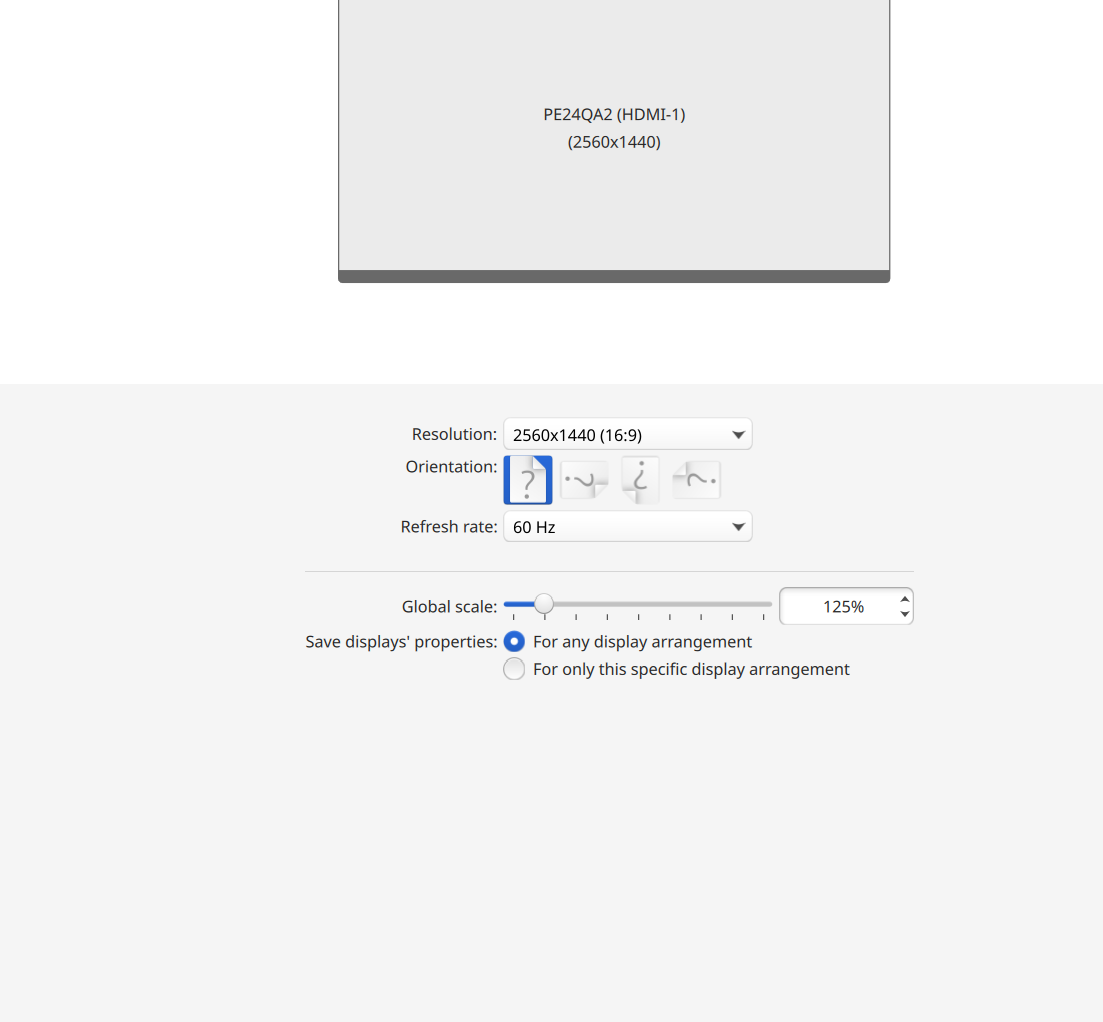 PE24QA2 (HDMI-1)
(2560x1440)
Resolution: 2560x1440 (16:9)
Orientation:
Refresh rate: 60 Hz
Global scale: 125%
Save displays' properties: For any display arrangement
For only this specific display arrangement